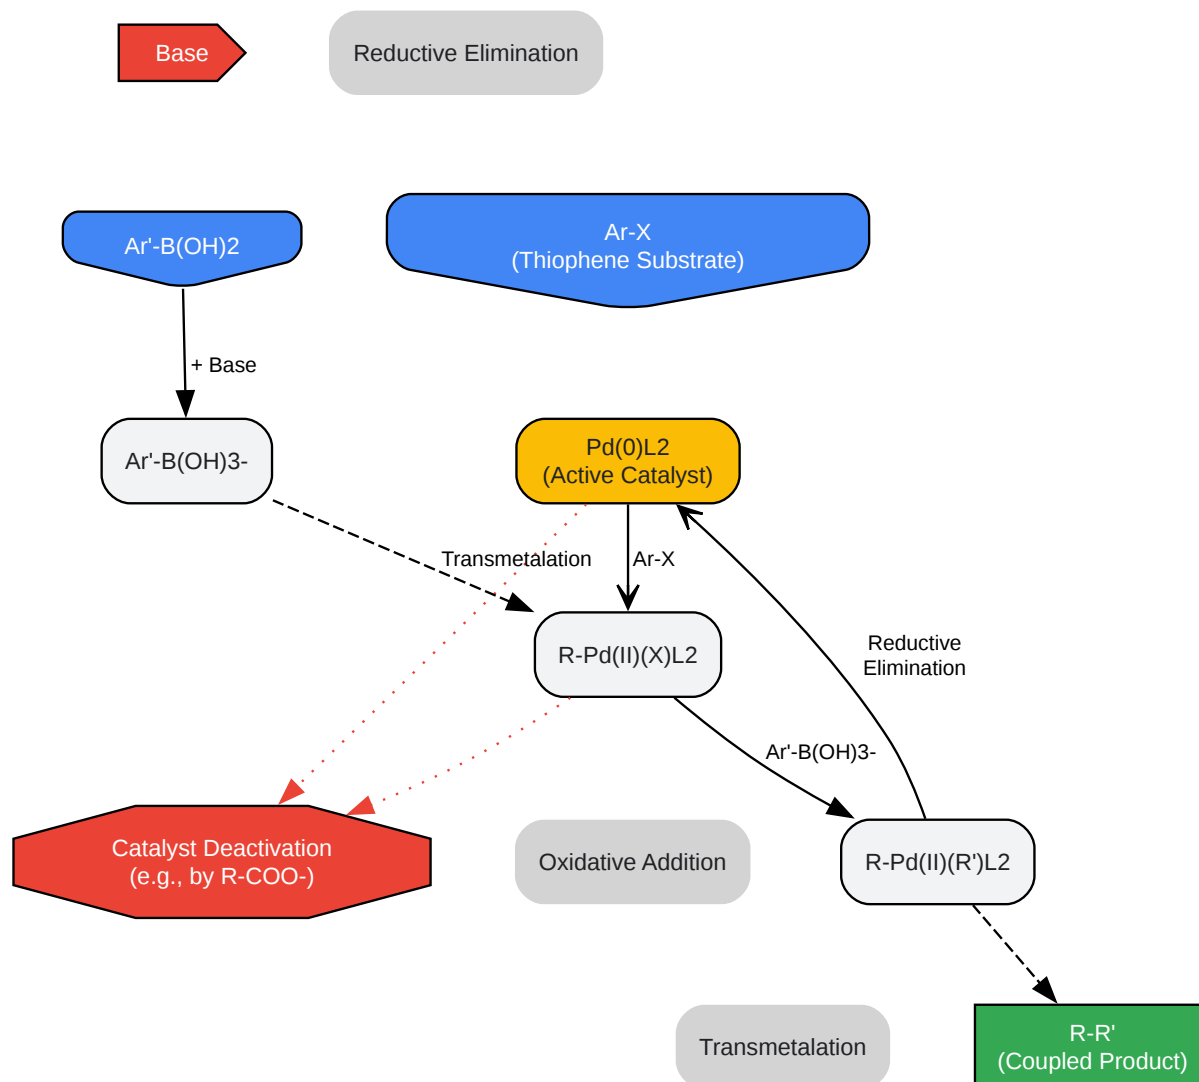 Base
Reductive Elimination
Ar'-B(OH)2
Ar-X
(Thiophene Substrate)
+ Base
Ar'-B(OH)3-
Pd(0)L2
(Active Catalyst)
Transmetalation
Ar-X
R-Pd(II)(X)L2
Reductive
Elimination
Ar'-B(OH)3-
Catalyst Deactivation
(e.g., by R-COO-)
Oxidative Addition
R-Pd(II)(R')L2
Transmetalation
R-R'
(Coupled Product)